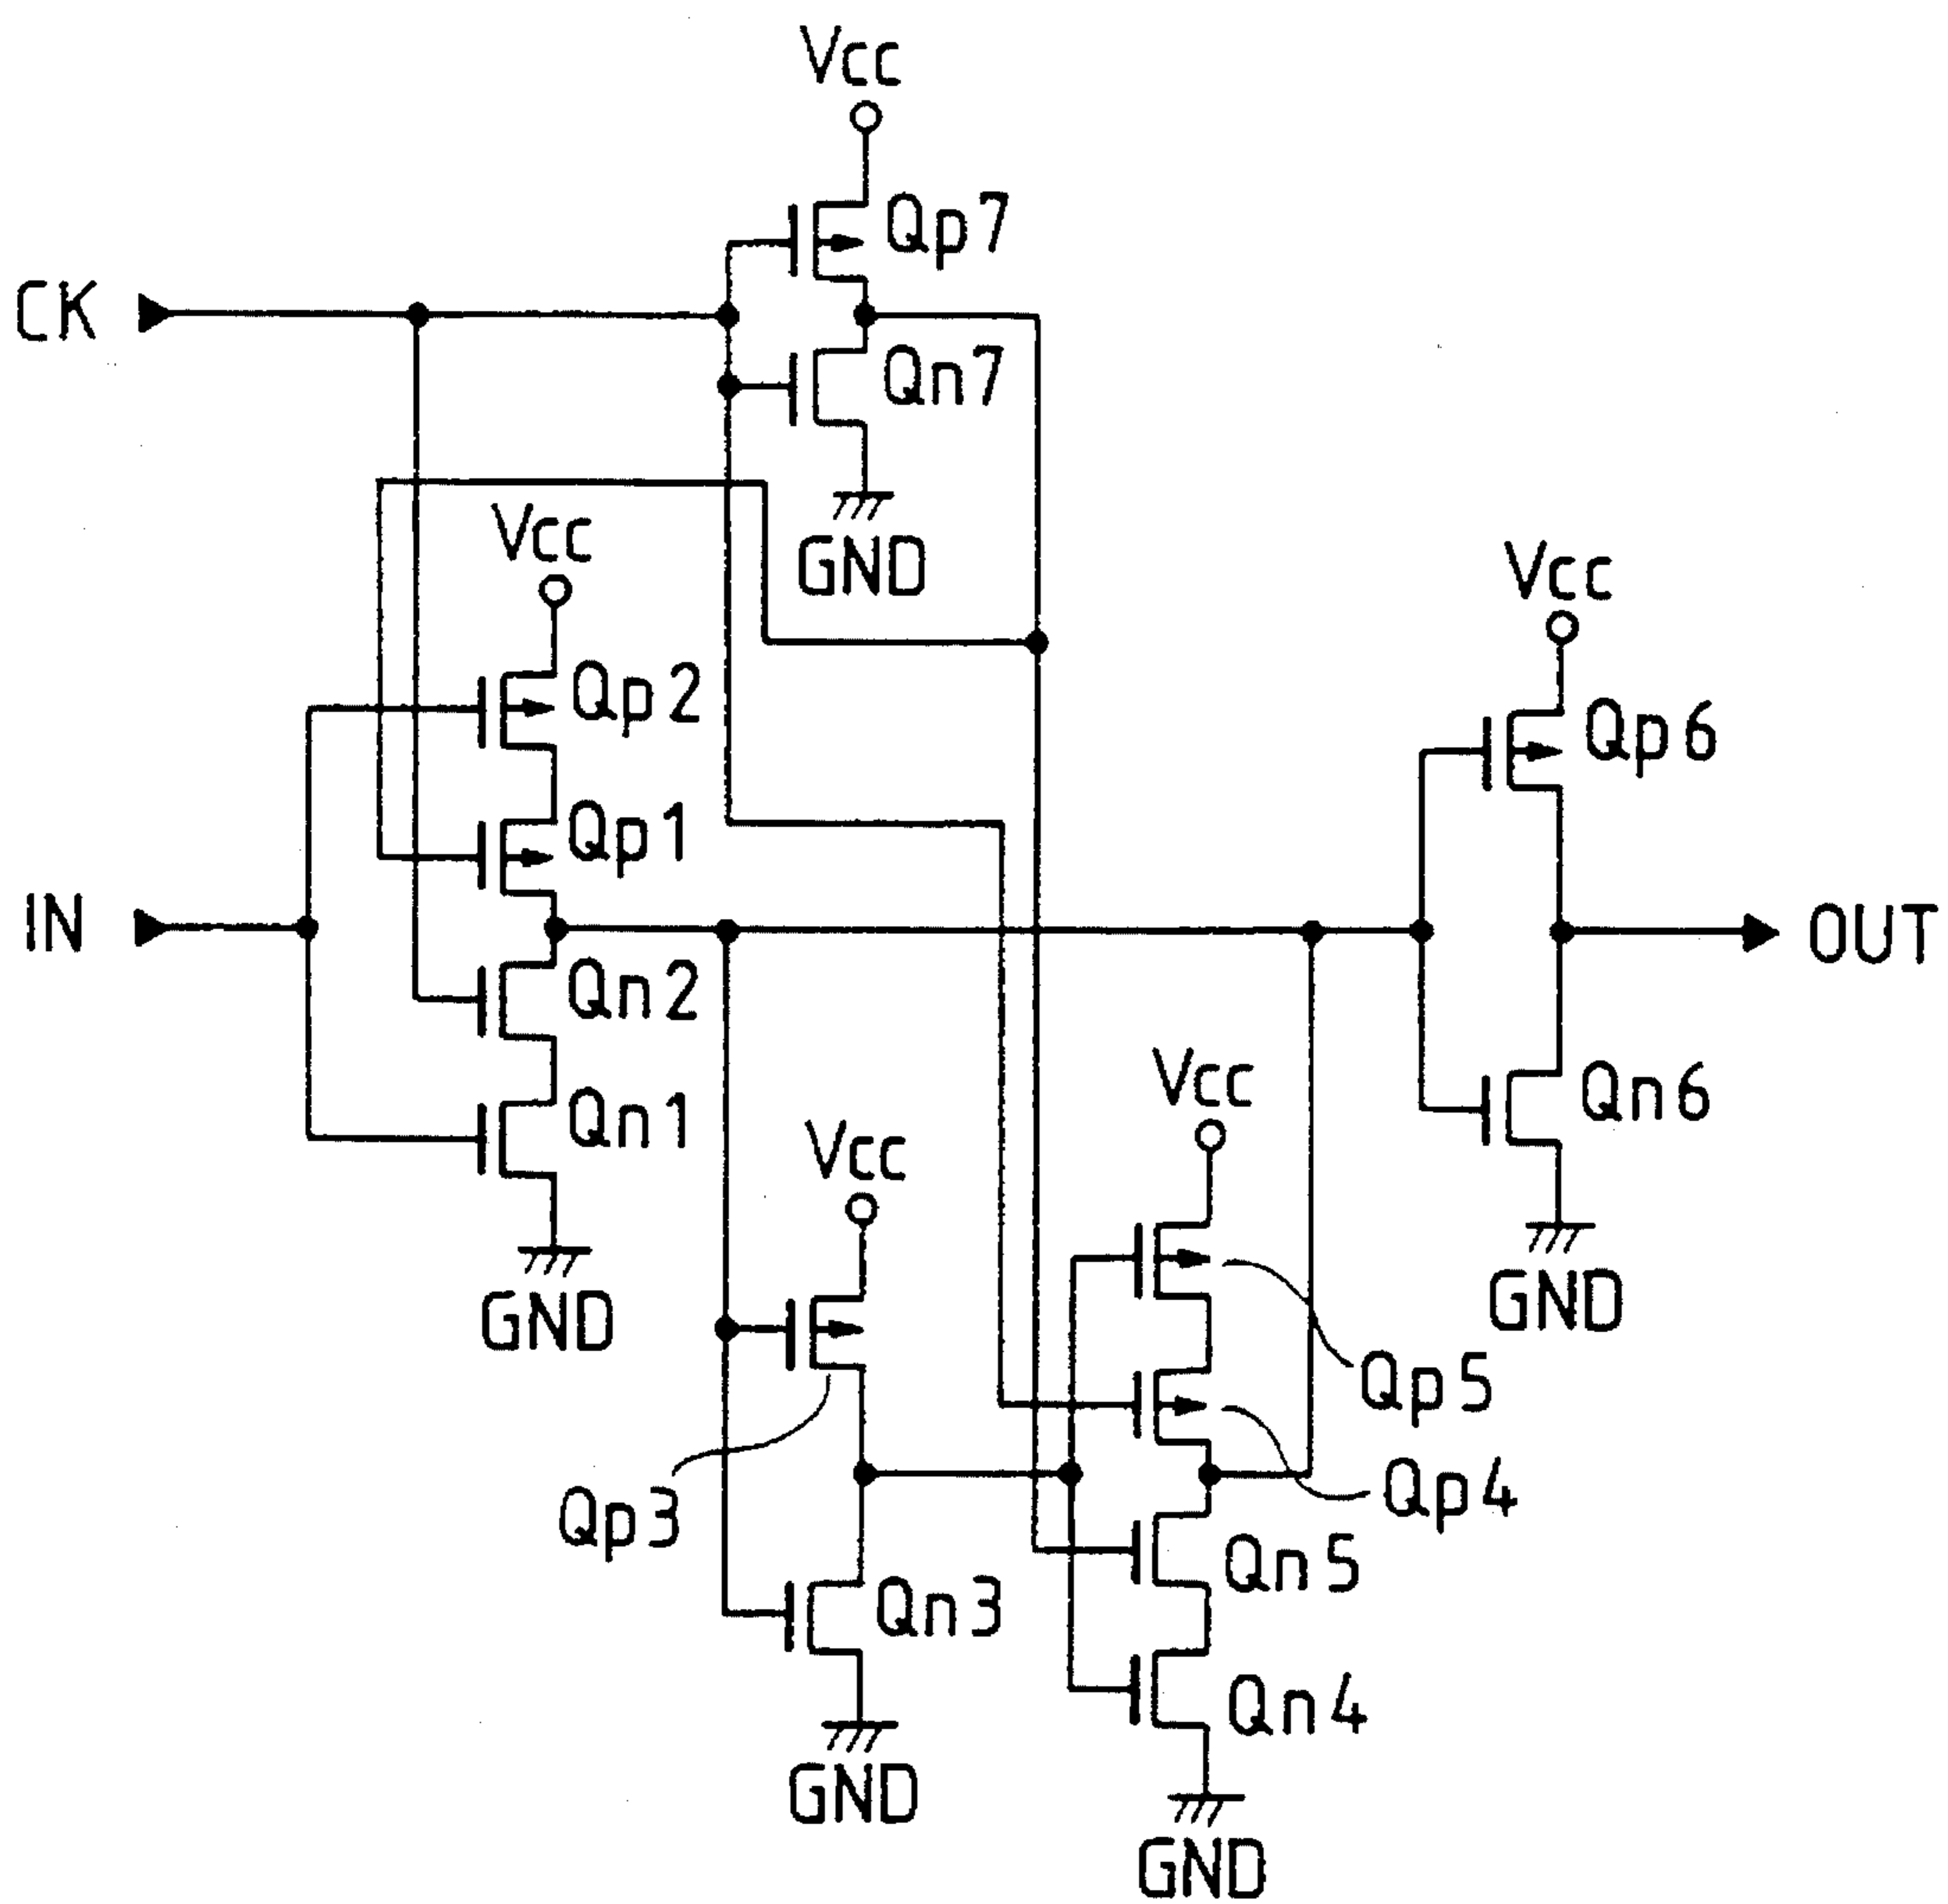 Vcc
Qp7
CK
Qn7
GND
Vcc
Qp2
Vcc
Qp6
Qp1
IN
OUT
Qn2
Qn1
Vcc
Qn6
Vcc
GND
GND
Qp5
Qp4
Qp3
Qn5
Qn3
Qn4
GND
GND